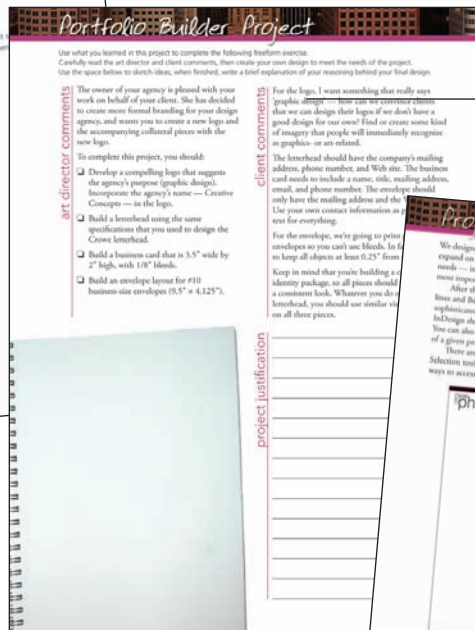 Portfolio Builder Project
Use what you learned in this project to complete the following freeform exercise.
Carefully read the art director and client comments, then create your own design to meet the needs of the project.
Use the space below to sketch ideas; when finished, write a brief explanation of your reasoning behind your final design.
art director comments
The owner of your agency is pleased with your
work on behalf of your client. She has decided
to create more formal branding for your design
agency, and wants you to create a new logo and
the accompanying collateral pieces with the
new logo.
To complete this project, you should:
❑ Develop a compelling logo that suggests
the agency's purpose (graphic design).
Incorporate the agency's name — Creative
Concepts — in the logo.
❑ Build a letterhead using the same
specifications that you used to design the
Crowe letterhead.
❑ Build a business card that is 3.5" wide by
2" high, with 1/8" bleeds.
❑ Build an envelope layout for #10
business-size envelopes (9.5" × 4.125").
client comments
For the logo, I want something that really says
'graphic design' — how can we convince clients
that we can design their logos if we don't have a
good design for our own? Find or create some kind
of imagery that people will immediately recognize
as graphics- or art-related.
The letterhead should have the company's mailing
address, phone number, and Web site. The business
card needs to include a name, title, mailing address,
email, and phone number. The envelope should
only have the mailing address and the
Use your own contact information as
text for everything.
For the envelope, we're going to print
envelopes so you can't use bleeds. In
to keep all objects at least 0.25" from
Keep in mind that you're building a
identity package, so all pieces should
a consistent look. Whatever you do
letterhead, you should use similar
on all three pieces.
project justification
We design
expand on
needs —
most
After
lines and
sophisticated
InDesign
You can also
of a given
There are
Selection
ways to access